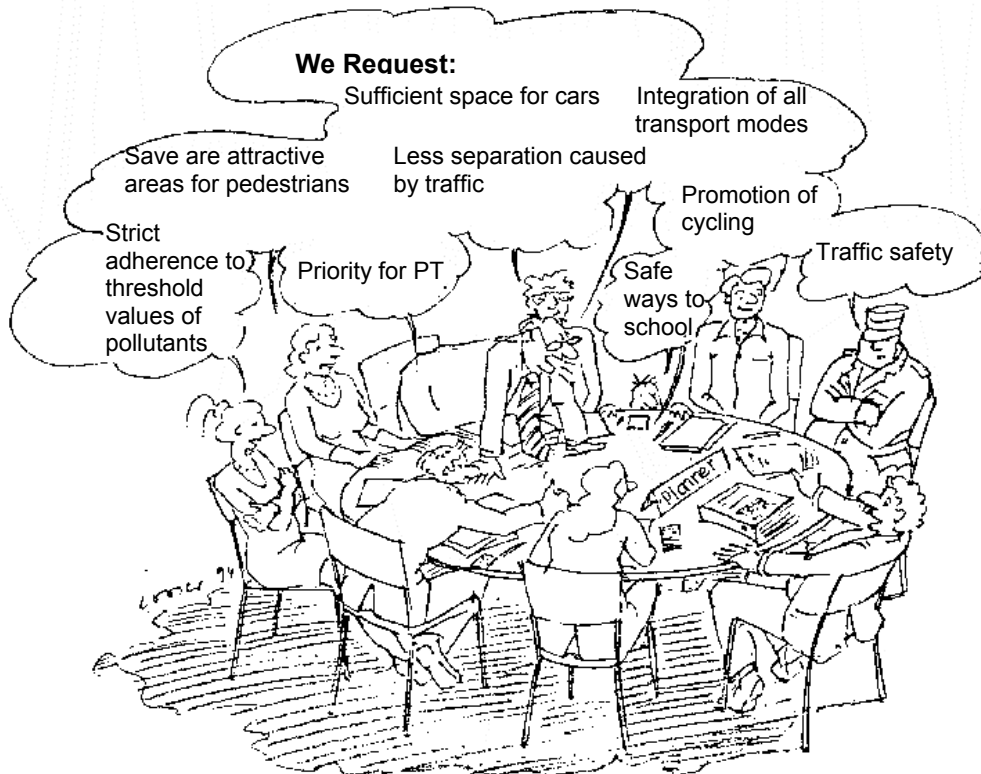 We Request:
Sufficient space for cars
Integration of all
transport modes
Save are attractive
areas for pedestrians
Less separation caused
by traffic
Promotion of
cycling
Strict
adherence to
threshold
values of
pollutants
Priority for PT
Safe
ways to
school
Traffic safety
Planner
94